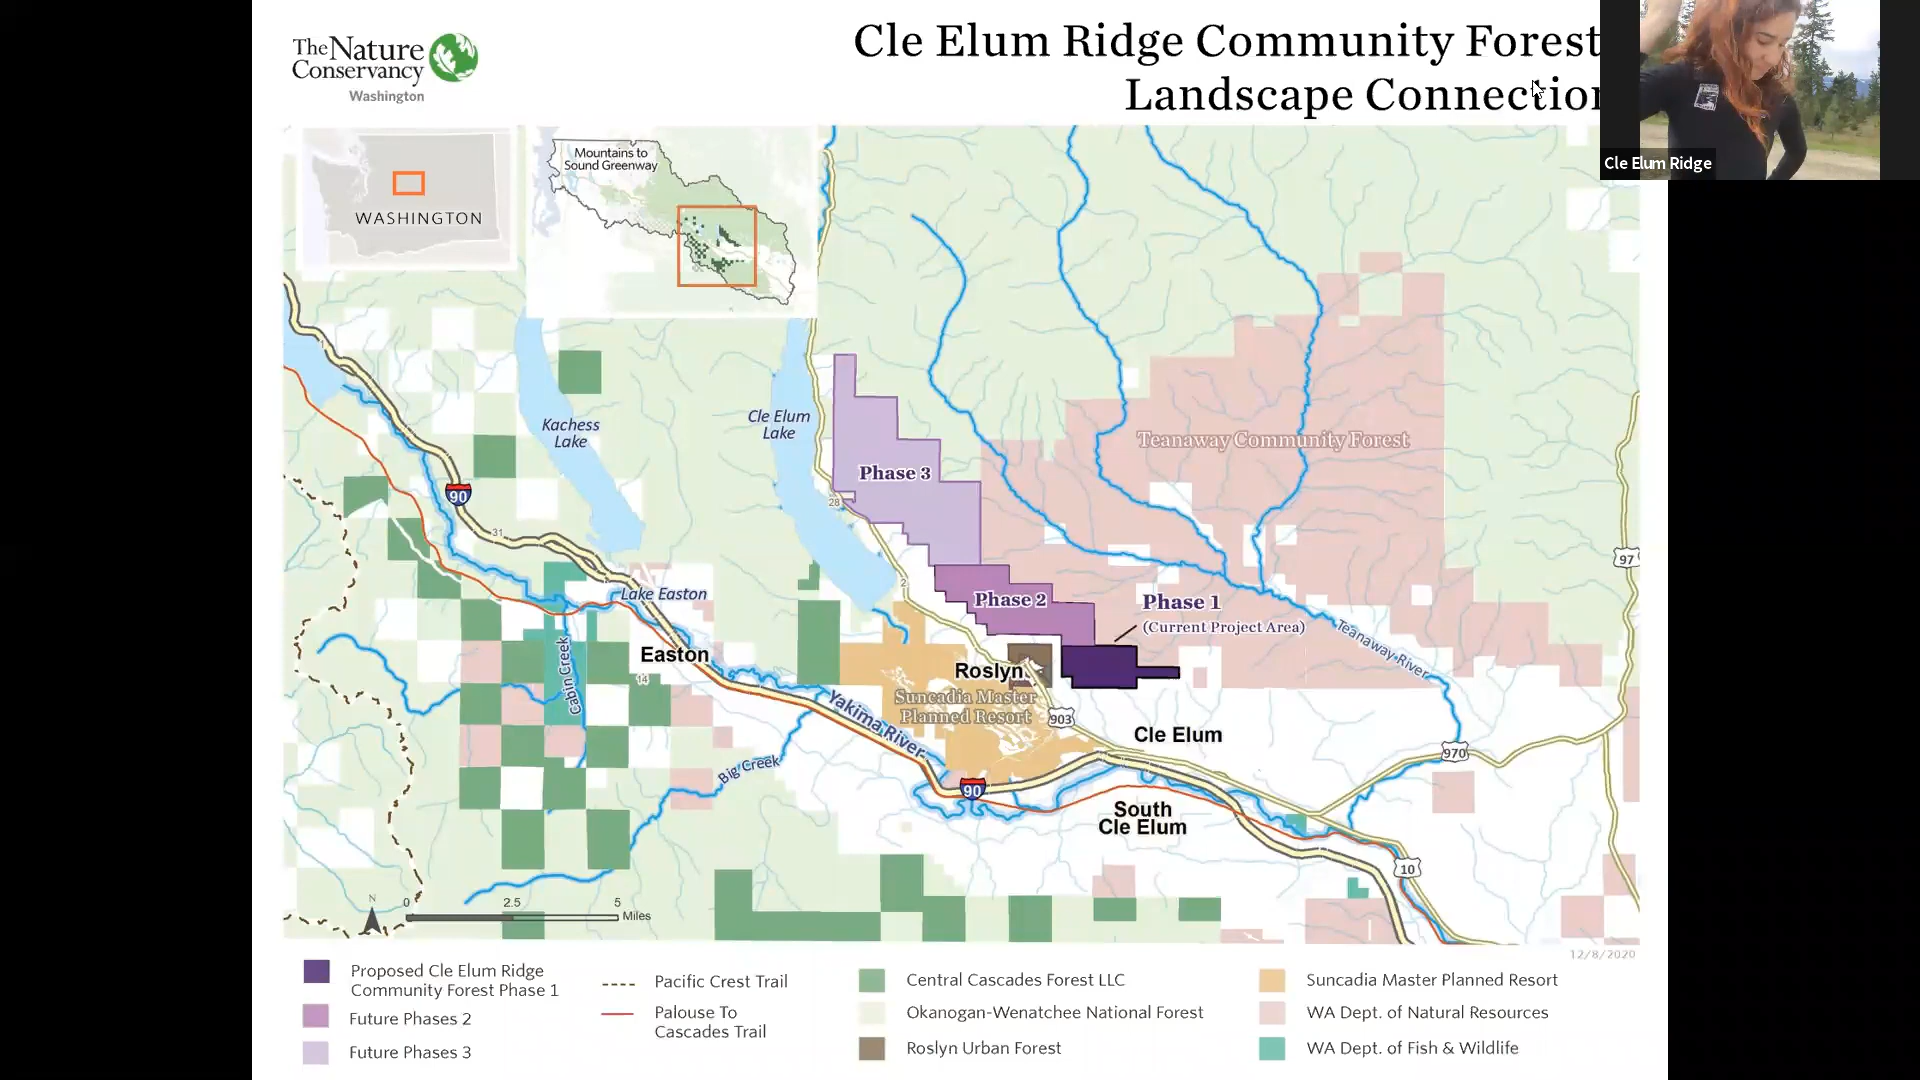 The Nature
Conservancy
Washington
Cle Elum Ridge Community Forest
Landscape Connection
Cle Elum Ridge
WASHINGTON
Mountains to
Sound Greenway
Kachess
Lake
Cle Elum
Lake
Phase 3
Teanaway Community Forest
90
28
31
97
2
Lake Easton
Phase 2
Phase 1
(Current Project Area)
Teanaway River
Cabin Creek
Easton
14
Roslyn
Suncadia Master
Planned Resort
Yakima River
903
Cle Elum
970
Big Creek
90
South
Cle Elum
10
N
0 2.5 5
Miles
12/8/2020
Proposed Cle Elum Ridge
Community Forest Phase 1
Future Phases 2
Future Phases 3
Pacific Crest Trail
Palouse To
Cascades Trail
Central Cascades Forest LLC
Okanogan-Wenatchee National Forest
Roslyn Urban Forest
Suncadia Master Planned Resort
WA Dept. of Natural Resources
WA Dept. of Fish & Wildlife